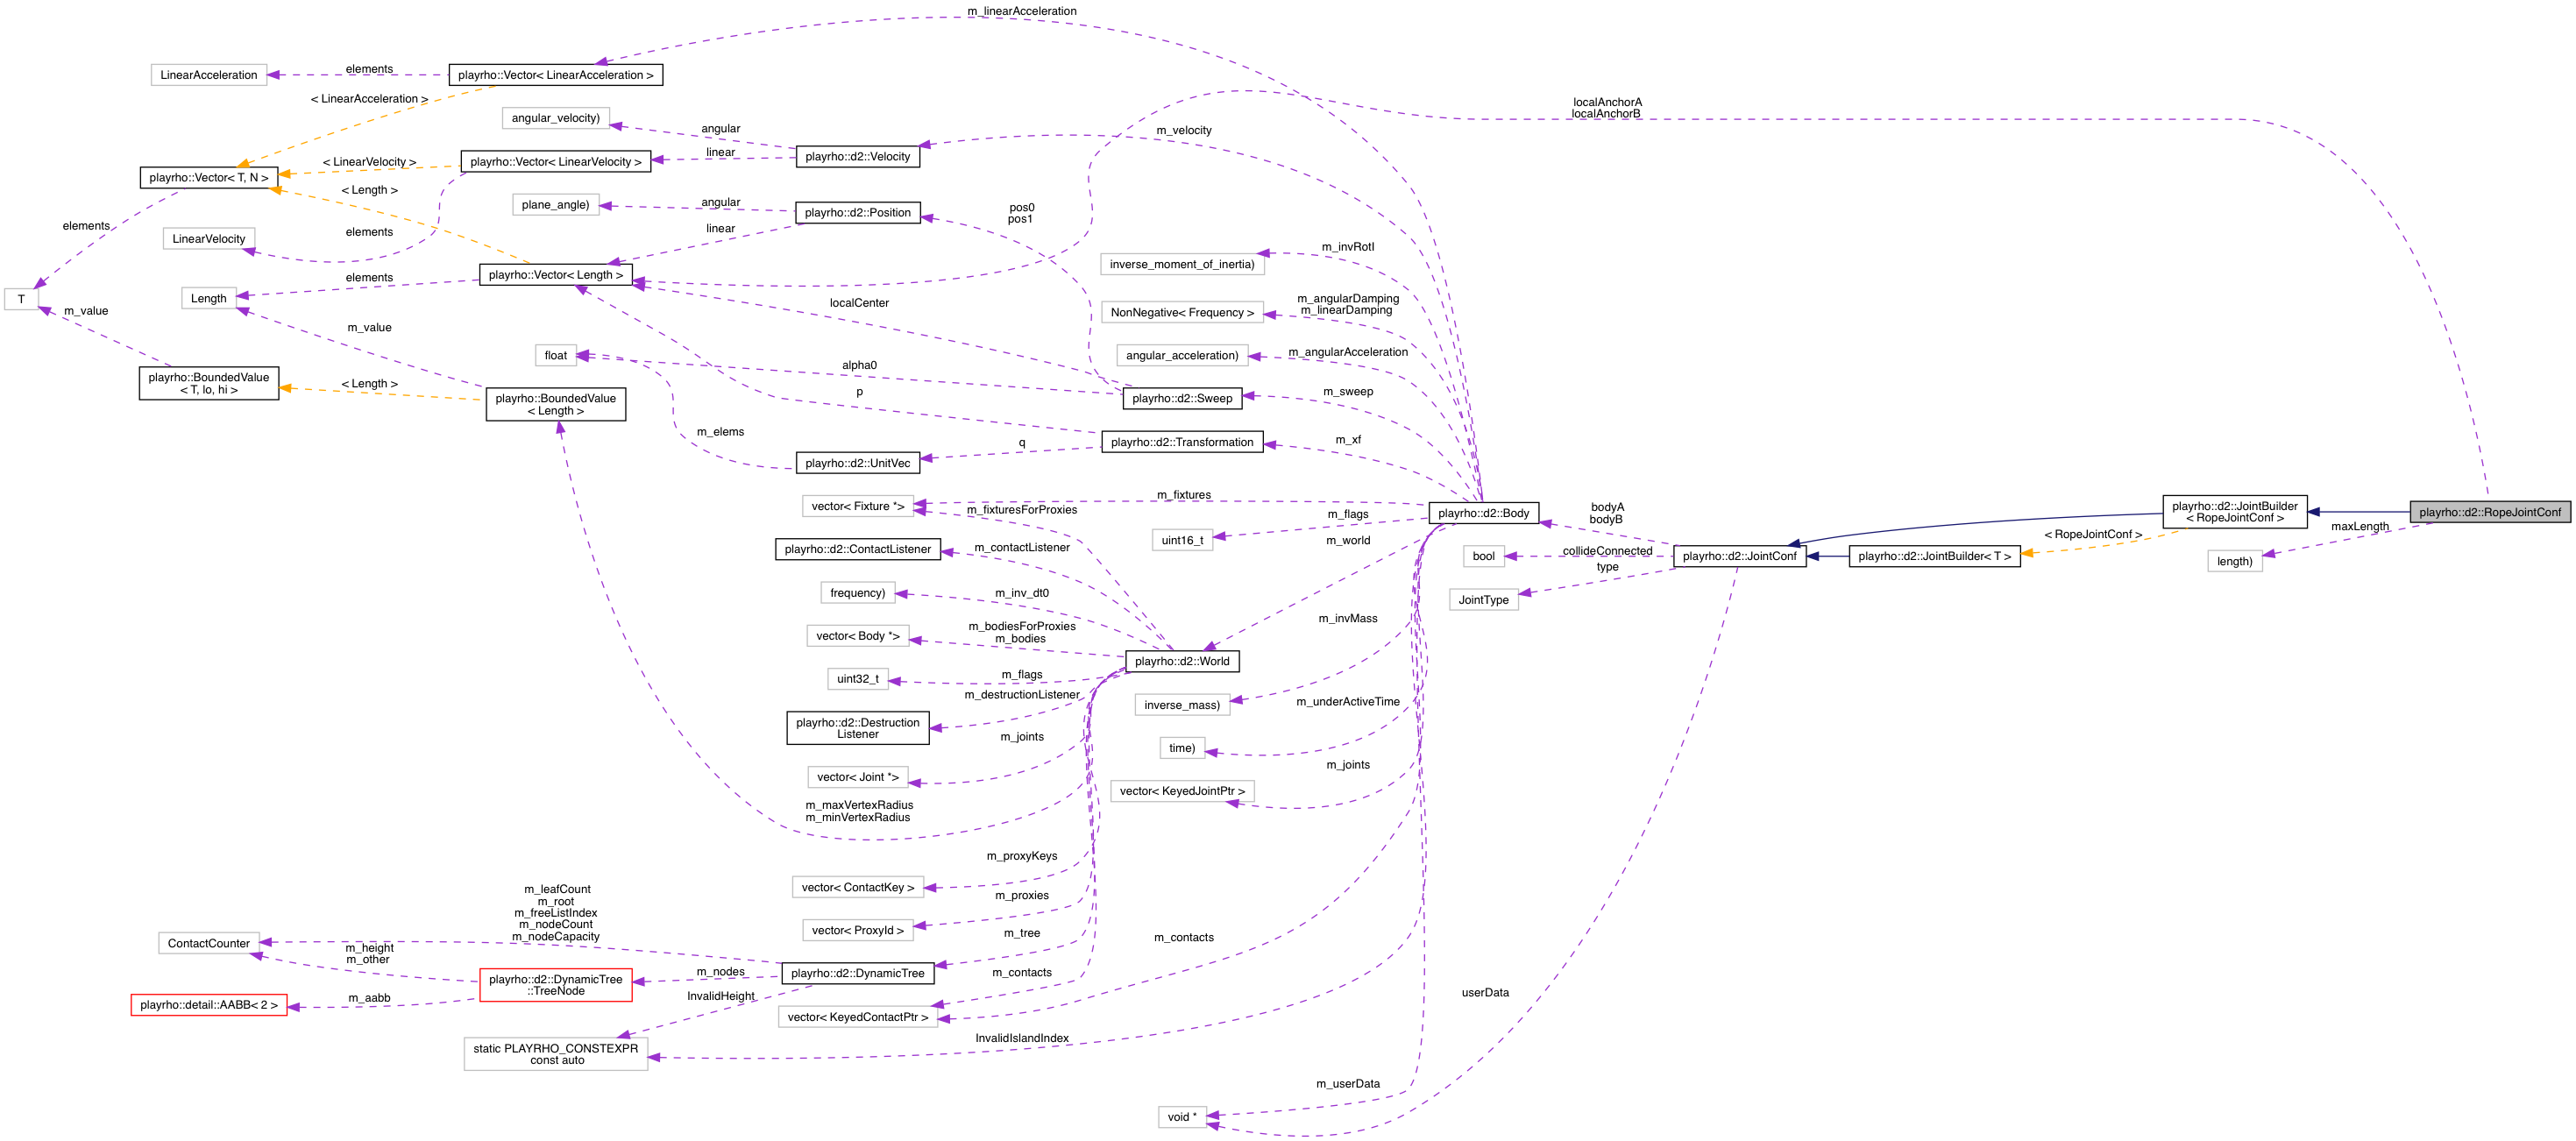 m_linearAcceleration
LinearAcceleration
elements
playrho::Vector< LinearAcceleration >
< LinearAcceleration >
localAnchorA
localAnchorB
angular_velocity)
angular
m_velocity
linear
playrho::d2::Velocity
< LinearVelocity >
playrho::Vector< LinearVelocity >
playrho::Vector< T, N >
< Length >
plane_angle)
angular
playrho::d2::Position
pos0
pos1
elements
linear
elements
LinearVelocity
m_invRotI
inverse_moment_of_inertia)
playrho::Vector< Length >
elements
T
Length
localCenter
m_angularDamping
m_linearDamping
NonNegative< Frequency >
m_value
m_value
float
angular_acceleration)
m_angularAcceleration
alpha0
playrho::BoundedValue
< T, lo, hi >
< Length >
p
playrho::BoundedValue
< Length >
playrho::d2::Sweep
m_sweep
m_elems
q
playrho::d2::Transformation
m_xf
playrho::d2::UnitVec
m_fixtures
vector< Fixture *>
m_fixturesForProxies
m_flags
playrho::d2::Body
bodyA
bodyB
playrho::d2::JointBuilder
< RopeJointConf >
playrho::d2::RopeJointConf
maxLength
uint16_t
m_world
< RopeJointConf >
playrho::d2::ContactListener
m_contactListener
bool
collideConnected
playrho::d2::JointConf
playrho::d2::JointBuilder< T >
length)
type
JointType
frequency)
m_inv_dt0
m_invMass
vector< Body *>
m_bodiesForProxies
m_bodies
playrho::d2::World
uint32_t
m_flags
m_destructionListener
inverse_mass)
m_underActiveTime
playrho::d2::Destruction
Listener
m_joints
time)
m_joints
vector< Joint *>
vector< KeyedJointPtr >
m_maxVertexRadius
m_minVertexRadius
m_proxyKeys
vector< ContactKey >
m_proxies
m_leafCount
m_root
m_freeListIndex
m_nodeCount
m_nodeCapacity
vector< ProxyId >
m_tree
m_contacts
ContactCounter
m_height
m_other
playrho::d2::DynamicTree
::TreeNode
m_nodes
playrho::d2::DynamicTree
m_contacts
userData
playrho::detail::AABB< 2 >
m_aabb
InvalidHeight
vector< KeyedContactPtr >
InvalidIslandIndex
static PLAYRHO_CONSTEXPR
const auto
m_userData
void *